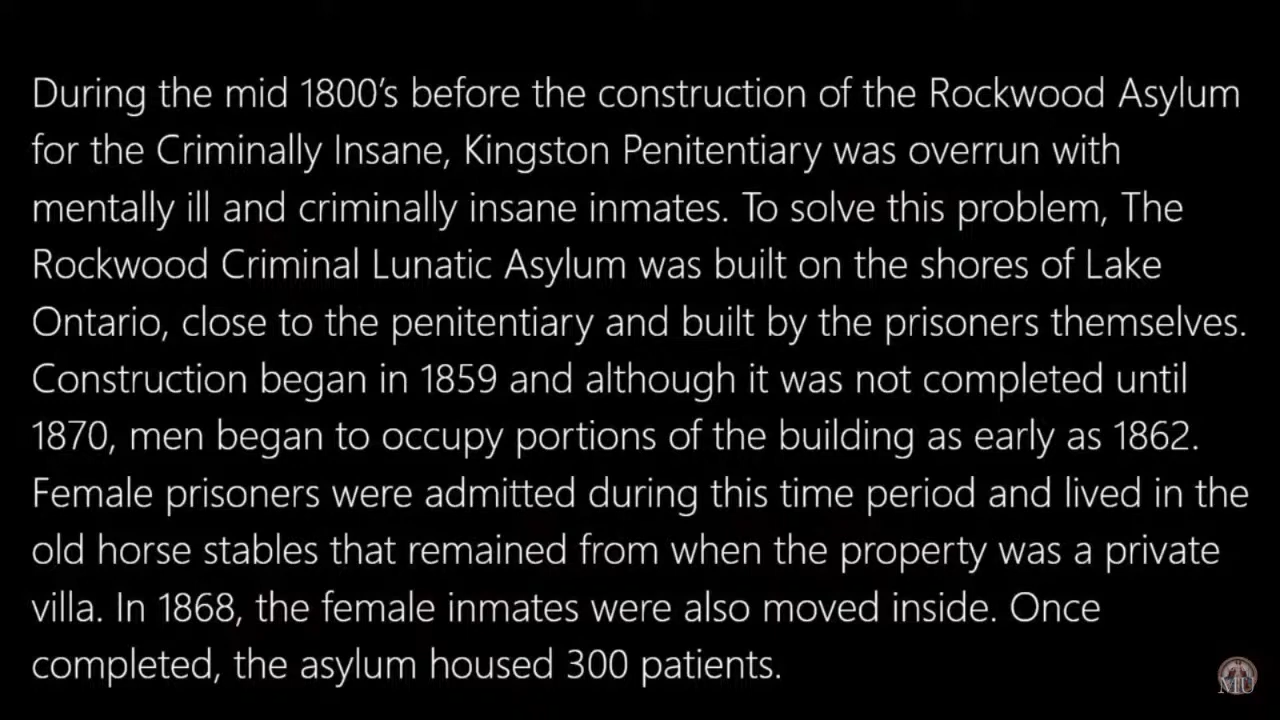 During the mid 1800's before the construction of the Rockwood Asylum
for the Criminally Insane, Kingston Penitentiary was overrun with
mentally ill and criminally insane inmates. To solve this problem, The
Rockwood Criminal Lunatic Asylum was built on the shores of Lake
Ontario, close to the penitentiary and built by the prisoners themselves.
Construction began in 1859 and although it was not completed until
1870, men began to occupy portions of the building as early as 1862.
Female prisoners were admitted during this time period and lived in the
old horse stables that remained from when the property was a private
villa. In 1868, the female inmates were also moved inside. Once
completed, the asylum housed 300 patients.
MU